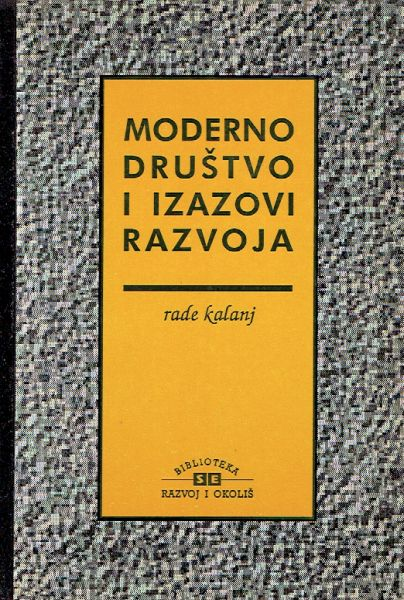 MODERNO
DRUŠTVO
I IZAZOVI
RAZVOJA
rade kalanj
BIBLIOTEKA
SE
RAZVOJ I OKOLIŠ